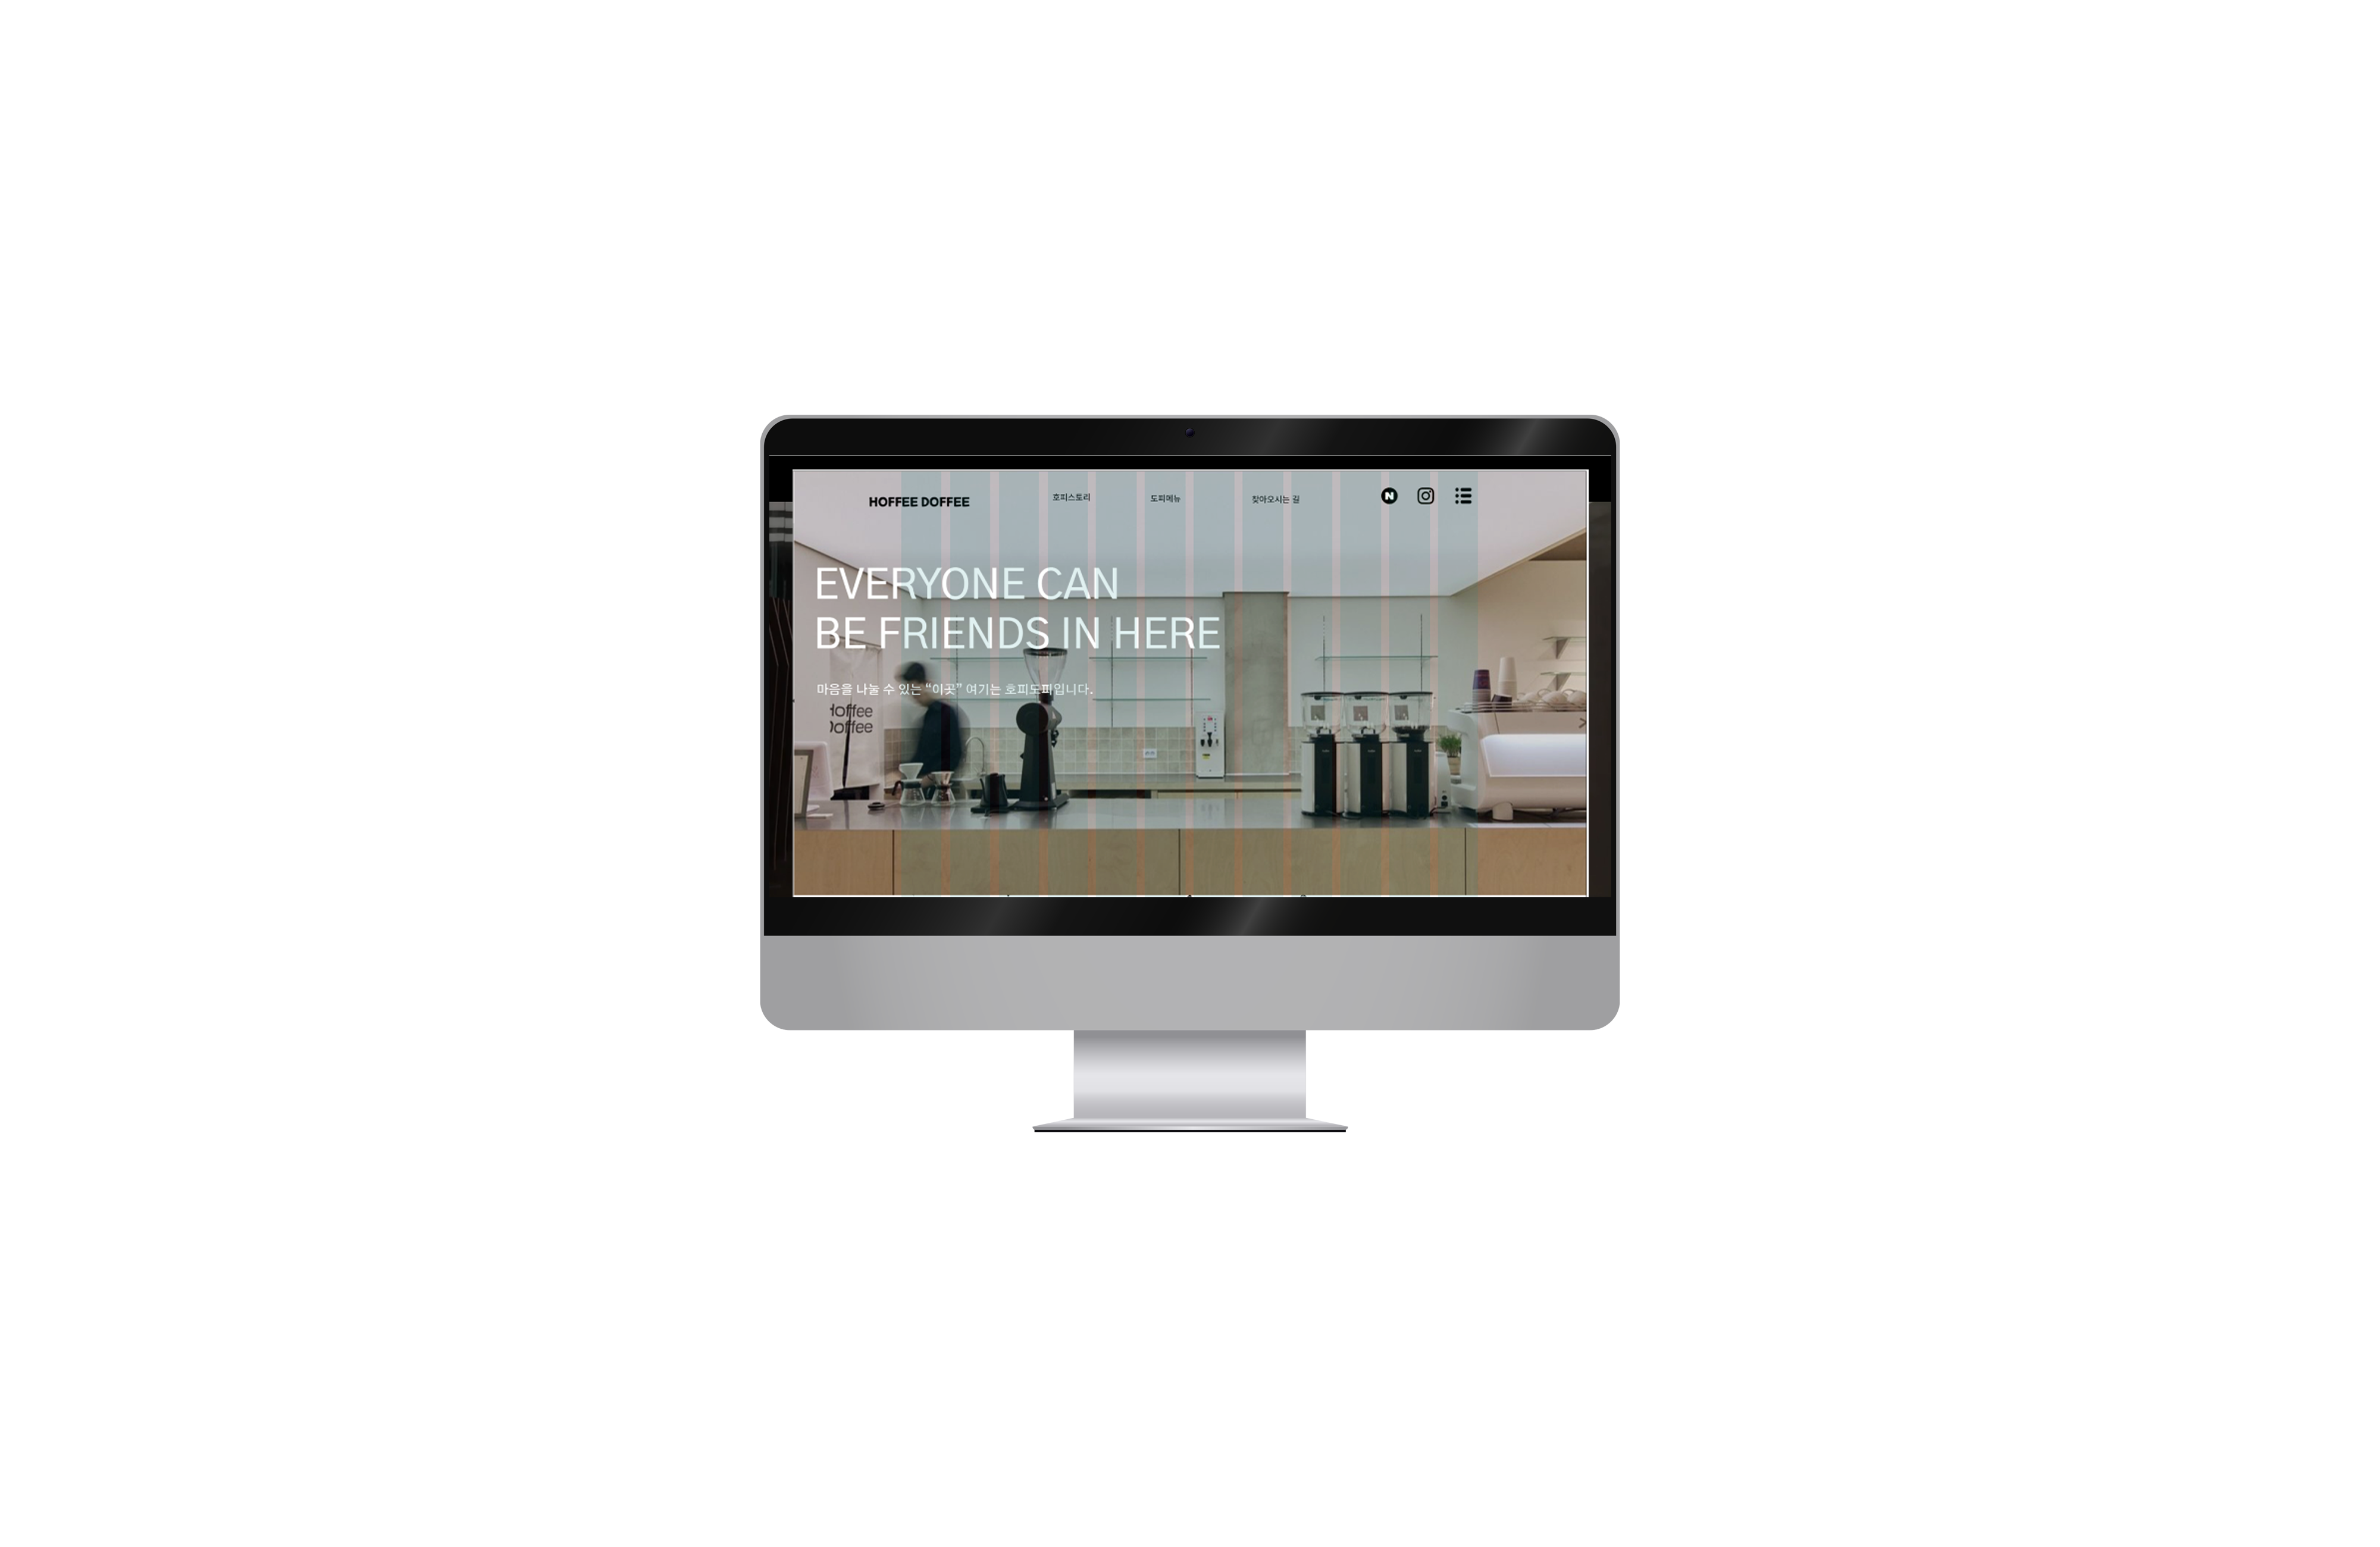 HOFFEE DOFFEE
호피스토리
도피메뉴
찾아오시는 길
N
EVERYONE CAN
BE FRIENDS IN HERE
마음을 나눌 수 있는 “이곳” 여기는 호피도피입니다.
Hoffee
Doffee